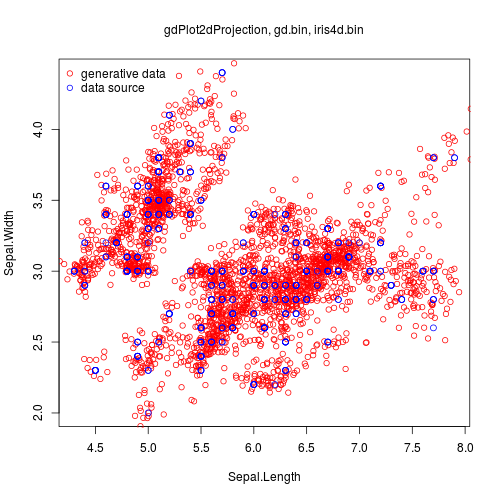 gdPlot2dProjection, gd.bin, iris4d.bin
generative data
data source
4.0
3.5
3.0
2.5
2.0
Sepal.Width
4.5 5.0 5.5 6.0 6.5 7.0 7.5 8.0
Sepal.Length